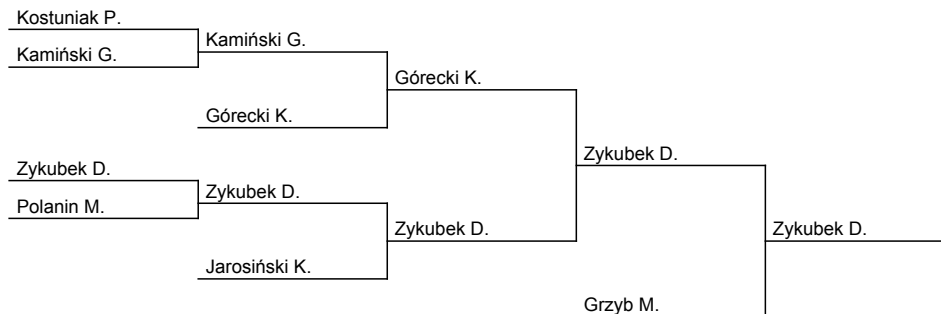 Kostuniak P.
Kamiński G.
Kamiński G.
Górecki K.
Górecki K.
Zykubek D.
Polanin M.
Zykubek D.
Jarosiński K.
Zykubek D.
Zykubek D.
Grzyb M.
Zykubek D.